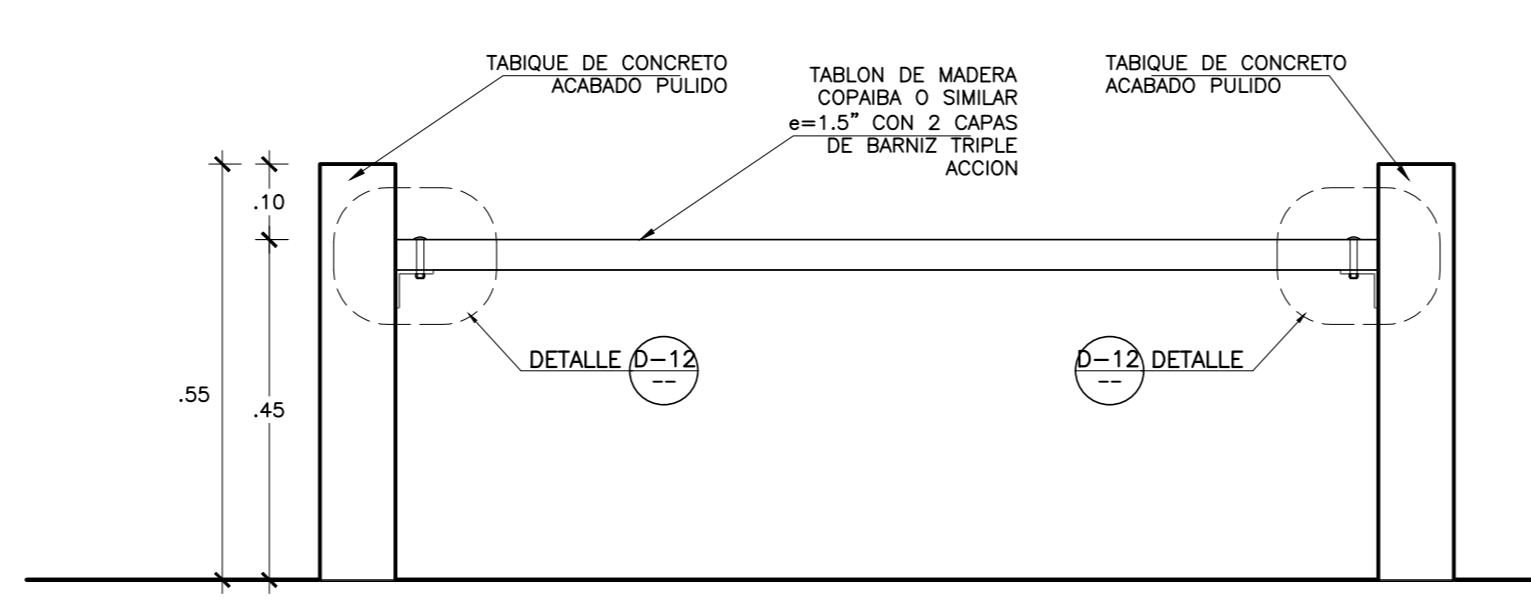 TABIQUE DE CONCRETO
ACABADO PULIDO
TABLON DE MADERA
COPAIBA O SIMILAR
e=1.5" CON 2 CAPAS
DE BARNIZ TRIPLE
ACCION
TABIQUE DE CONCRETO
ACABADO PULIDO
.10
.55
.45
DETALLE D-12
--
D-12 DETALLE
--